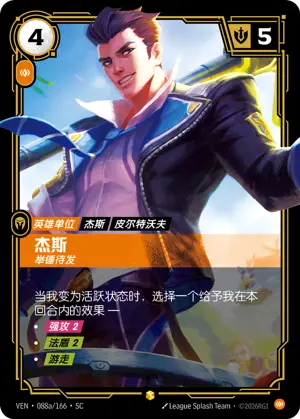 4
5
英雄单位 杰斯 皮尔特沃夫
杰斯
举锤待发
当我变为活跃状态时，选择一个给予我在本
回合内的效果 —
• 强攻 2
• 法盾 2
• 游走
VEN • 088a/166 • SC
League Splash Team
©2026RGI